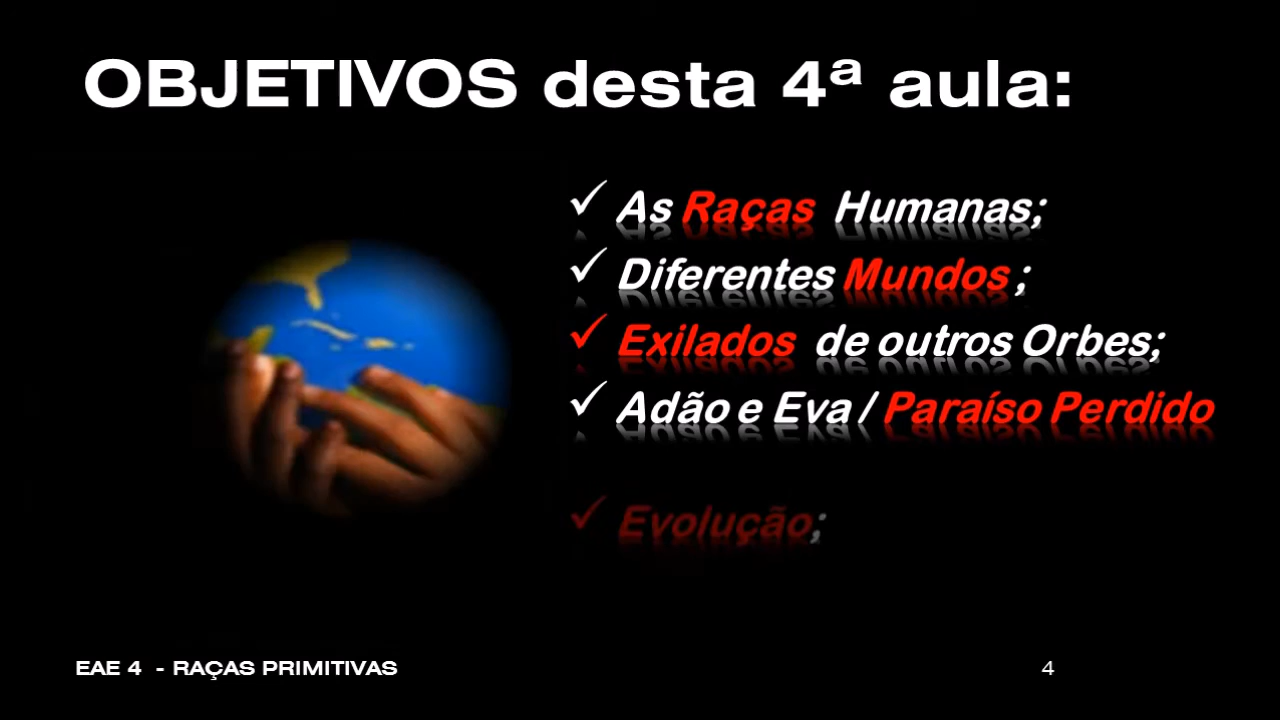 OBJETIVOS desta 4ª aula:
✓ As Raças Humanas;
✓ Diferentes Mundos ;
✓ Exilados de outros Orbes;
✓ Adão e Eva / Paraíso Perdido
✓ Evolução;
EAE 4 - RAÇAS PRIMITIVAS
4